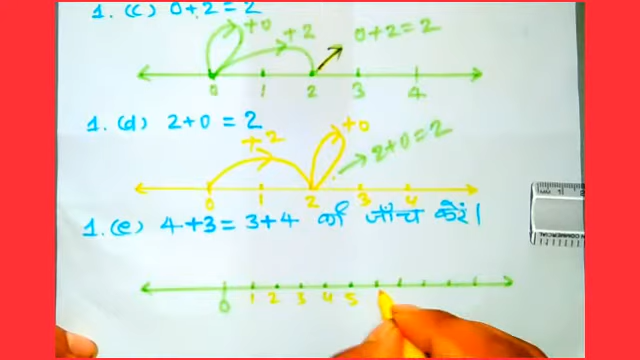 1. (c) 0+2=2
+0 +2 0+2=2
0 1 2 3 4
1. (d) 2+0=2
+2 +0 2+0=2
0 1 2 3 4
1. (e) 4+3=3+4 की जाँच करें।
0 1 2 3 4 5